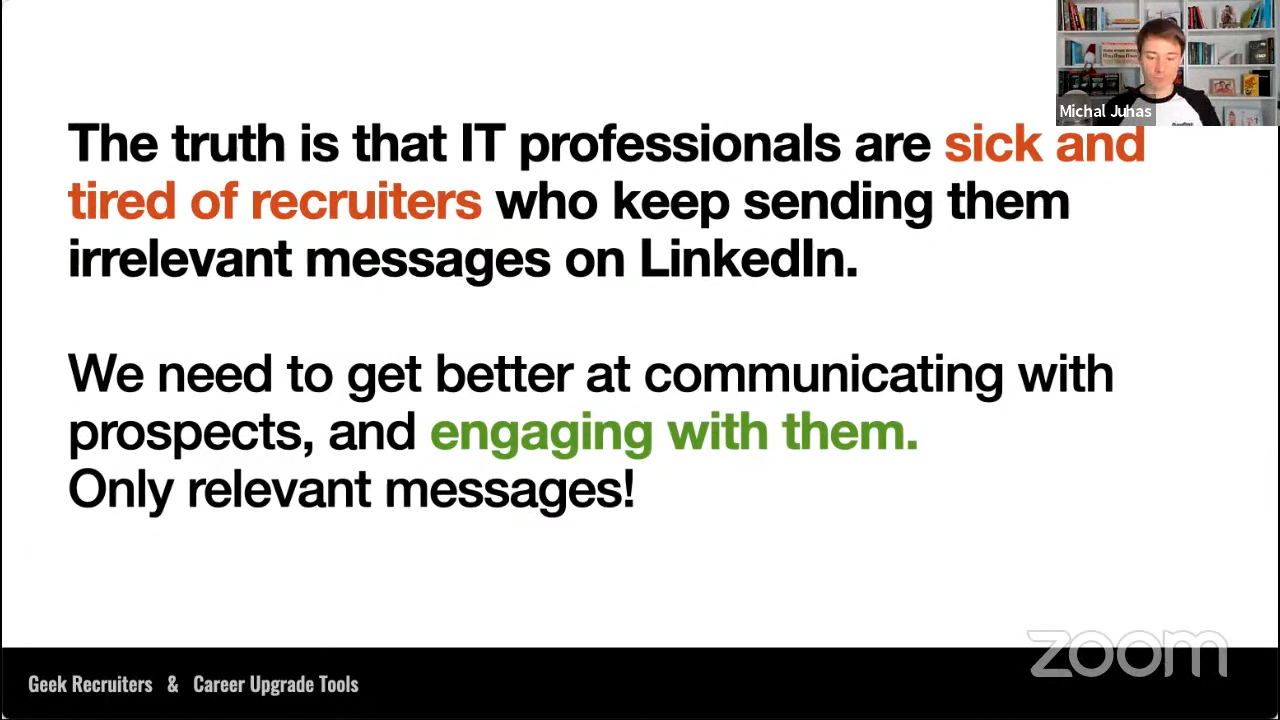 Michal Juhas
The truth is that IT professionals are sick and
tired of recruiters who keep sending them
irrelevant messages on LinkedIn.
We need to get better at communicating with
prospects, and engaging with them.
Only relevant messages!
zoom
Geek Recruiters & Career Upgrade Tools